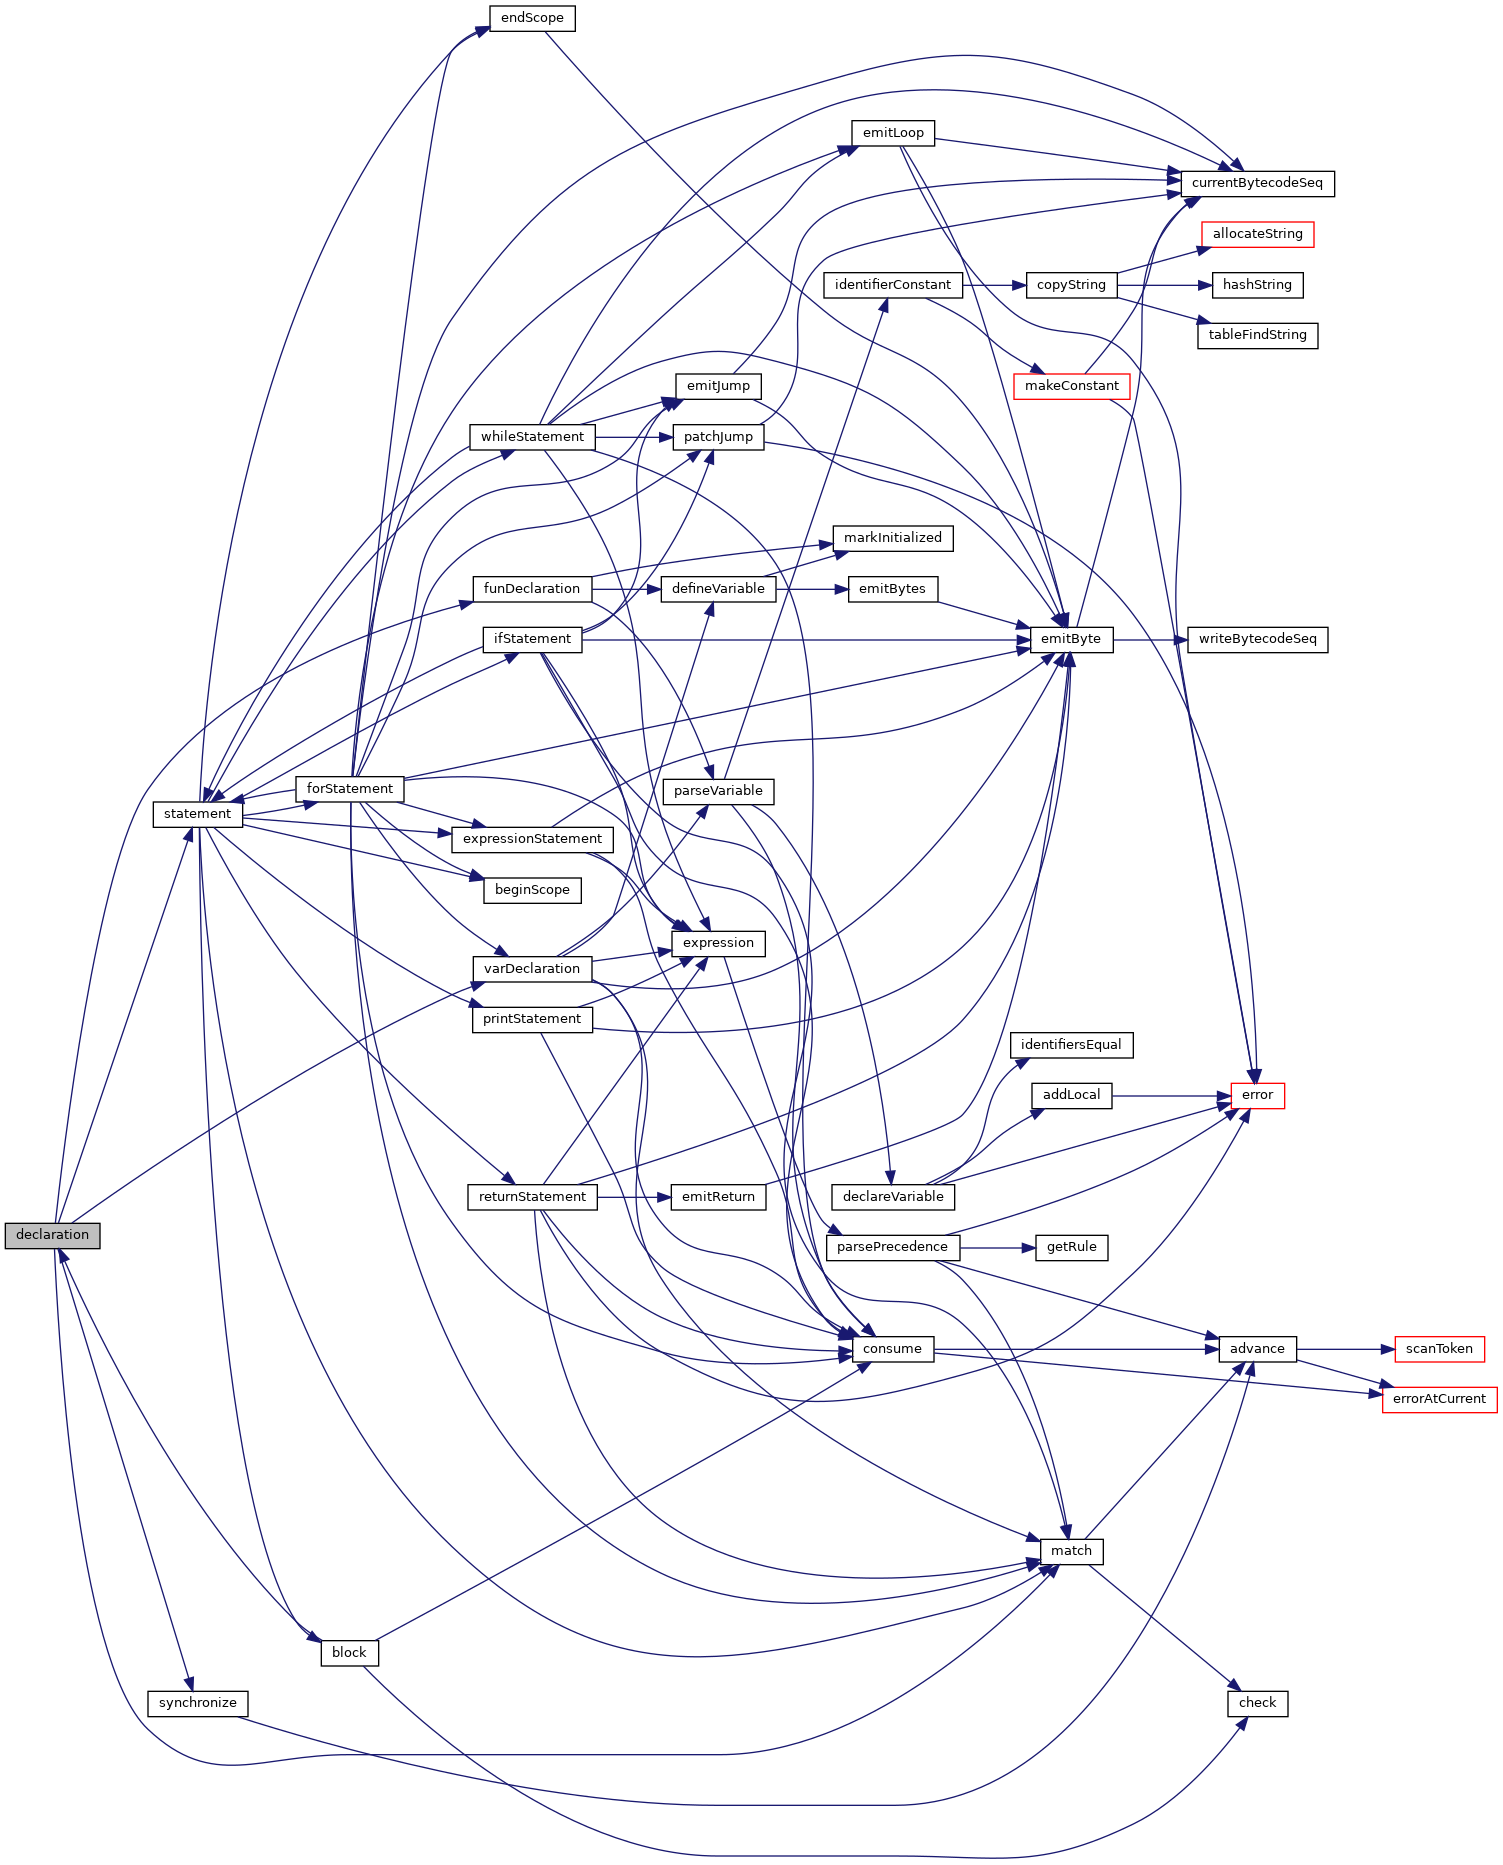 endScope
emitLoop
currentBytecodeSeq
allocateString
identifierConstant
copyString
hashString
tableFindString
emitJump
makeConstant
whileStatement
patchJump
markInitialized
funDeclaration
defineVariable
emitBytes
ifStatement
emitByte
writeBytecodeSeq
forStatement
parseVariable
statement
expressionStatement
beginScope
expression
varDeclaration
printStatement
identifiersEqual
addLocal
error
returnStatement
emitReturn
declareVariable
declaration
parsePrecedence
getRule
consume
advance
scanToken
errorAtCurrent
match
block
synchronize
check